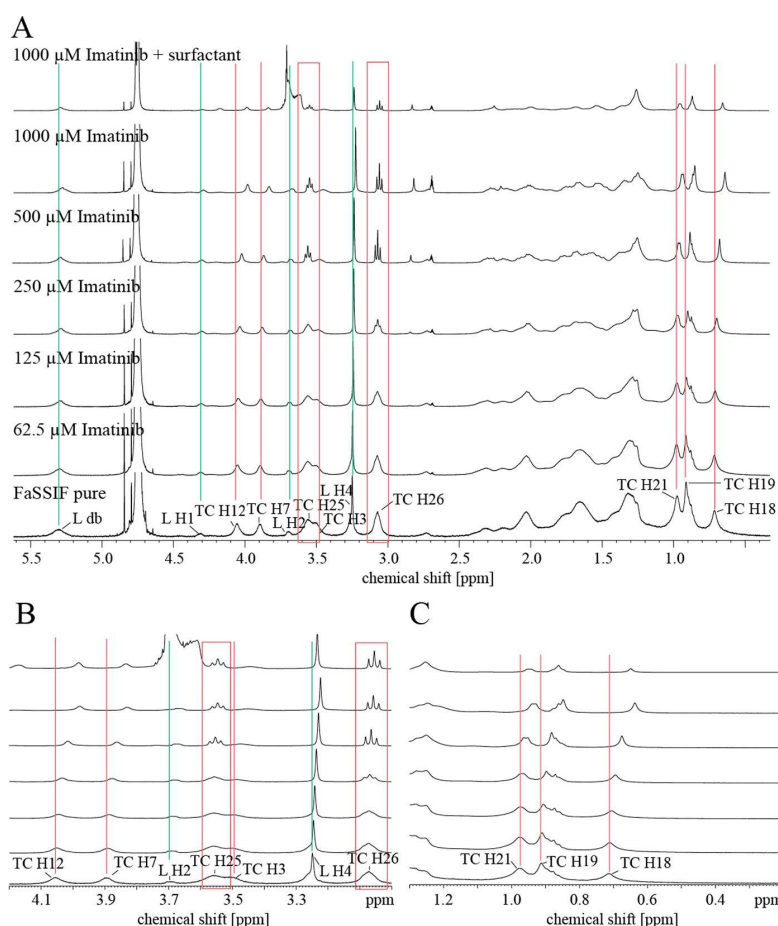 A
1000 µM Imatinib + surfactant
1000 µM Imatinib
500 µM Imatinib
250 µM Imatinib
125 µM Imatinib
62.5 µM Imatinib
FaSSIF pure
L db
L H1
TC H12
TC H7
L H2
TC H25
L H4
TC H3
TC H26
TC H21
TC H19
TC H18
5.5 5.0 4.5 4.0 3.5 3.0 2.5 2.0 1.5 1.0
chemical shift [ppm]
B
TC H12
TC H7
L H2
TC H25
TC H3
L H4
TC H26
4.1 3.9 3.7 3.5 3.3 3.2 ppm
chemical shift [ppm]
C
TC H21
TC H19
TC H18
1.2 1.0 0.8 0.6 0.4 ppm
chemical shift [ppm]